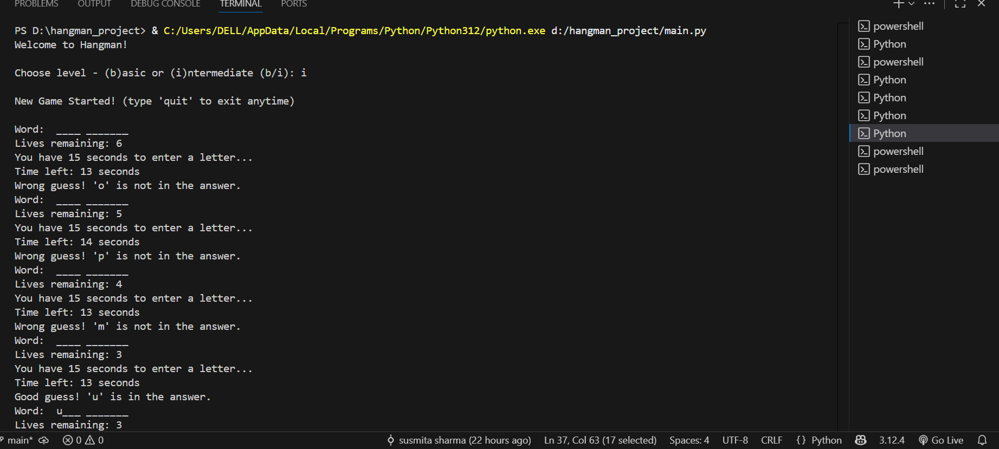 PROBLEMS OUTPUT DEBUG CONSOLE TERMINAL PORTS
PS D:\hangman_project> & C:/Users/DELL/AppData/Local/Programs/Python/Python312/python.exe d:/hangman_project/main.py
Welcome to Hangman!
Choose level - (b)asic or (i)ntermediate (b/i): i
New Game Started! (type 'quit' to exit anytime)
Word:  ____ _______
Lives remaining: 6
You have 15 seconds to enter a letter...
Time left: 13 seconds
Wrong guess! 'o' is not in the answer.
Word:  ____ _______
Lives remaining: 5
You have 15 seconds to enter a letter...
Time left: 14 seconds
Wrong guess! 'p' is not in the answer.
Word:  ____ _______
Lives remaining: 4
You have 15 seconds to enter a letter...
Time left: 13 seconds
Wrong guess! 'm' is not in the answer.
Word:  ____ _______
Lives remaining: 3
You have 15 seconds to enter a letter...
Time left: 13 seconds
Good guess! 'u' is in the answer.
Word:  u___ _______
Lives remaining: 3
powershell
Python
powershell
Python
Python
Python
Python
powershell
powershell
main* 0 0 susmita sharma (22 hours ago) Ln 37, Col 63 (17 selected) Spaces: 4 UTF-8 CRLF {} Python 3.12.4 Go Live